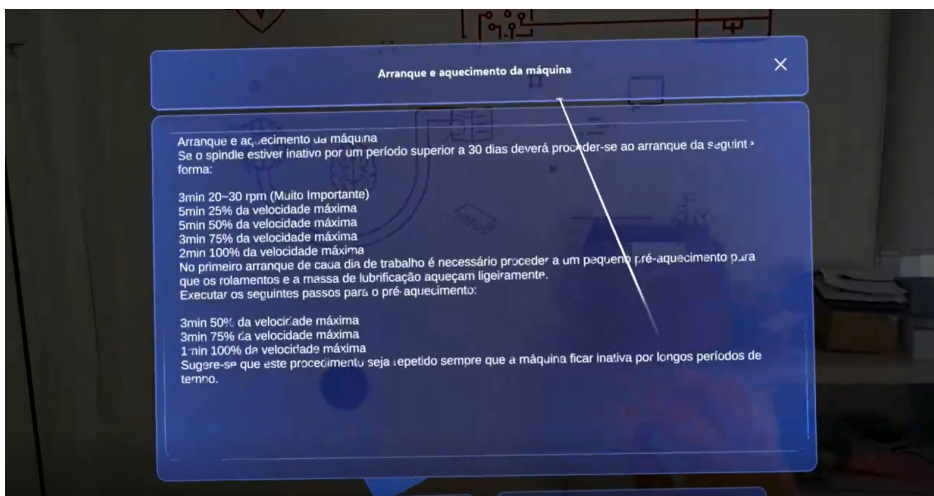 Arranque e aquecimento da máquina
Arranque e aquecimento da máquina
Se o spindle estiver inativo por um período superior a 30 dias deverá proceder-se ao arranque da seguinte
forma:
3min 20~30 rpm (Muito Importante)
5min 25% da velocidade máxima
5min 50% da velocidade máxima
3min 75% da velocidade máxima
2min 100% da velocidade máxima
No primeiro arranque de cada dia de trabalho é necessário proceder a um pequeno pré-aquecimento para
que os rolamentos e a massa de lubrificação aqueçam ligeiramente.
Executar os seguintes passos para o pré-aquecimento:
3min 50% da velocidade máxima
3min 75% da velocidade máxima
1min 100% da velocidade máxima
Sugere-se que este procedimento seja repetido sempre que a máquina ficar inativa por longos períodos de
tempo.